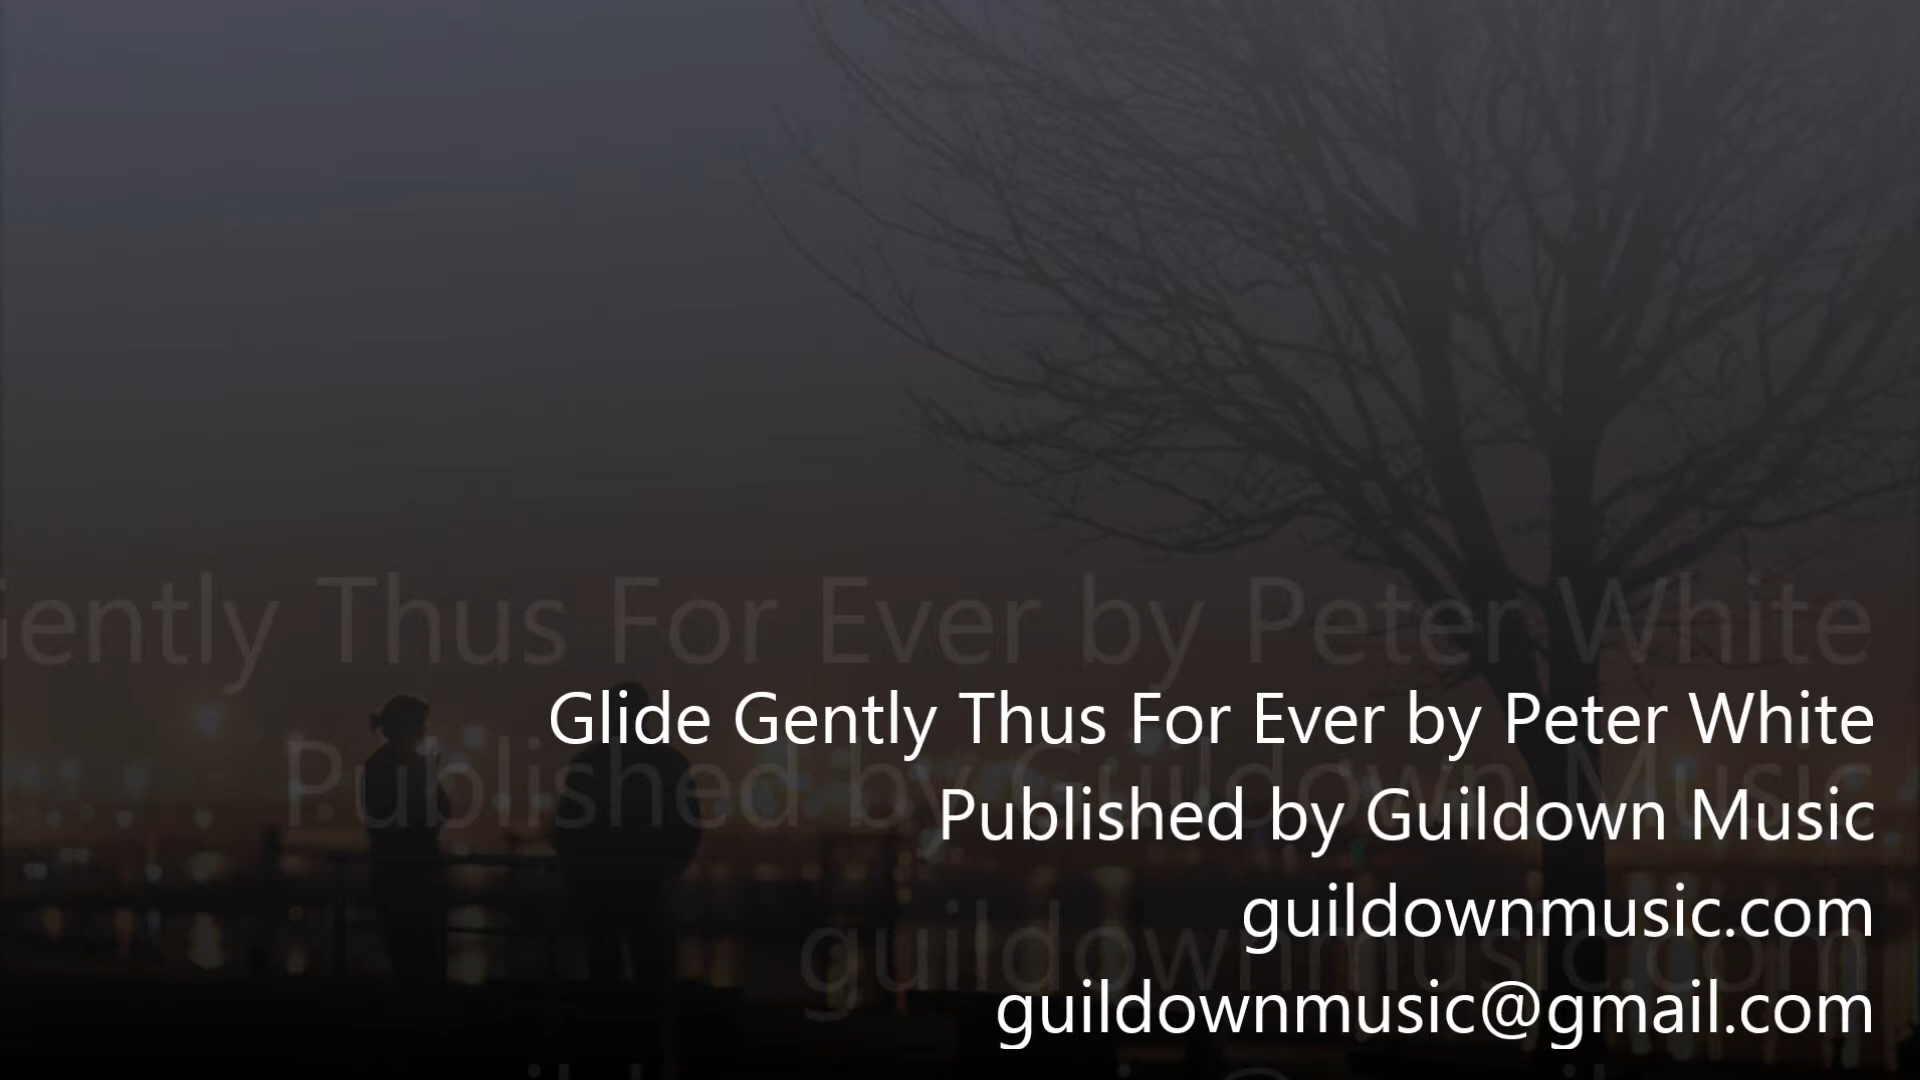 Glide Gently Thus For Ever by Peter White
Published by Guildown Music
guildownmusic.com
guildownmusic@gmail.com